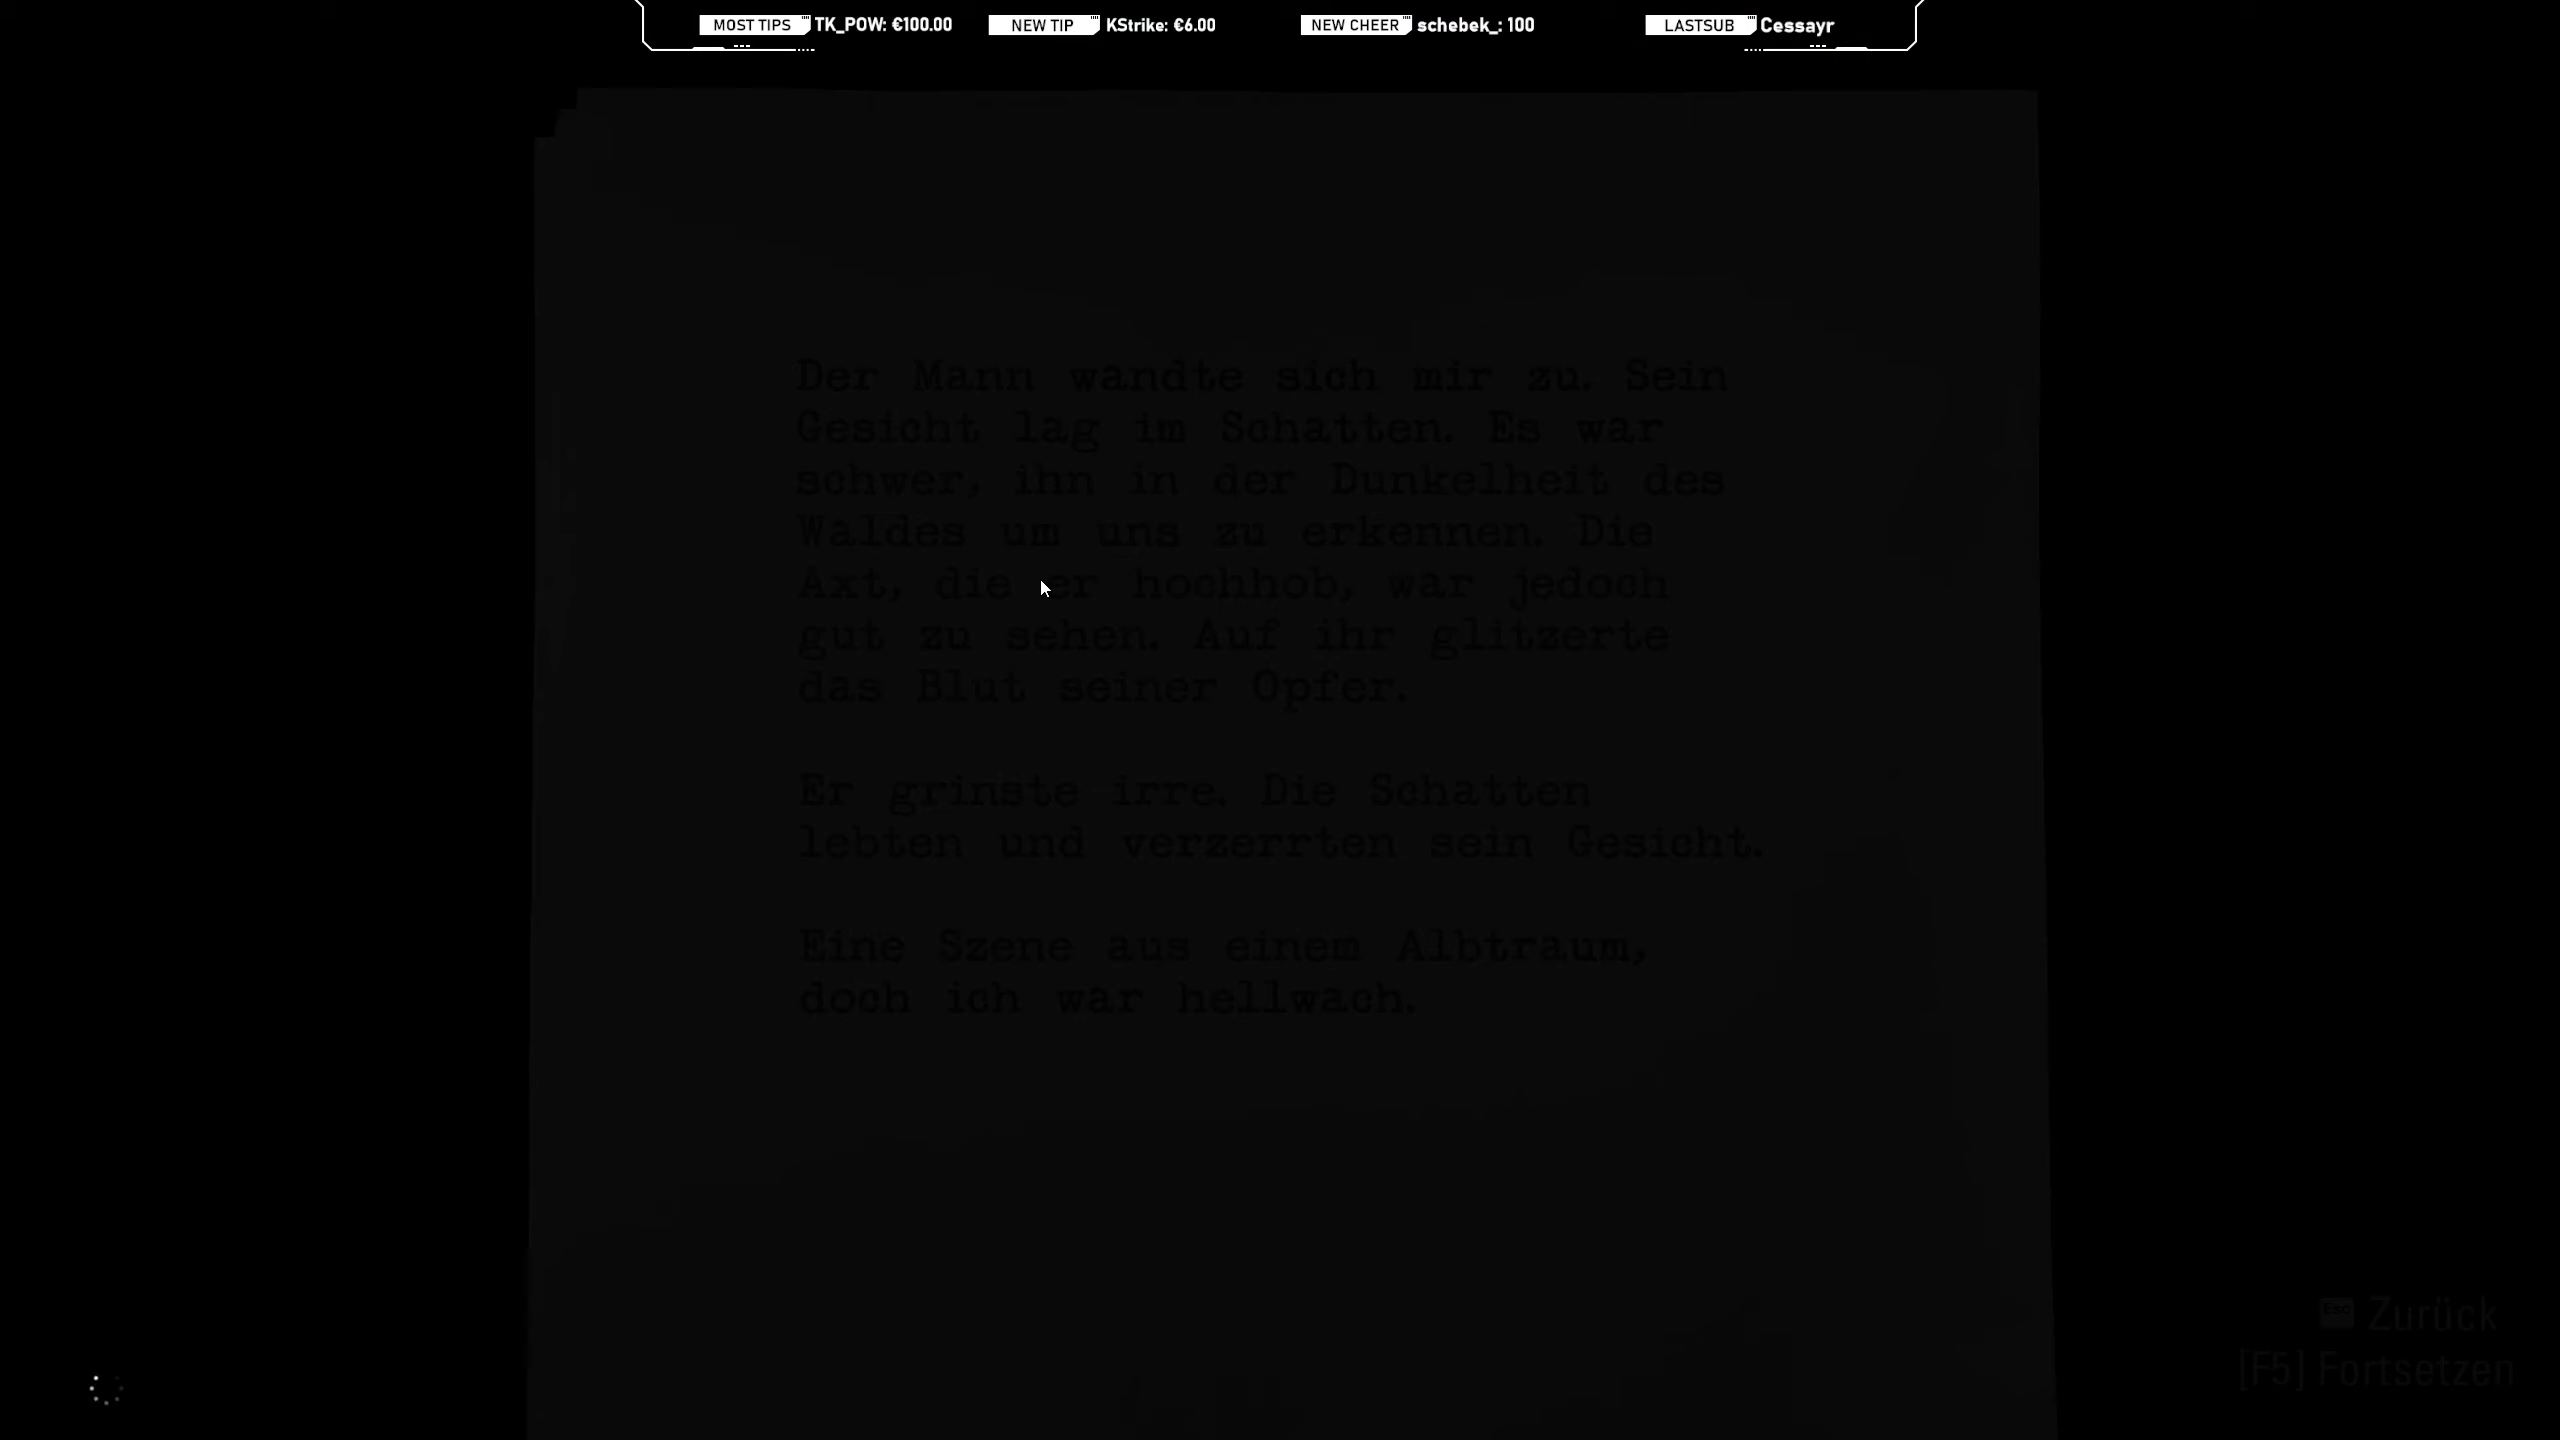 MOST TIPS TK_POW: €100.00 NEW TIP KStrike: €6.00 NEW CHEER schebek_: 100 LASTSUB Cessayr
Der Mann wandte sich mir zu. Sein
Gesicht lag im Schatten. Es war
schwer, ihn in der Dunkelheit des
Waldes um uns zu erkennen. Die
Axt, die er hochhob, war jedoch
gut zu sehen. Auf ihr glitzerte
das Blut seiner Opfer.
Er grinste irre. Die Schatten
lebten und verzerrten sein Gesicht.
Eine Szene aus einem Albtraum,
doch ich war hellwach.
Esc Zurück
[F5] Fortsetzen